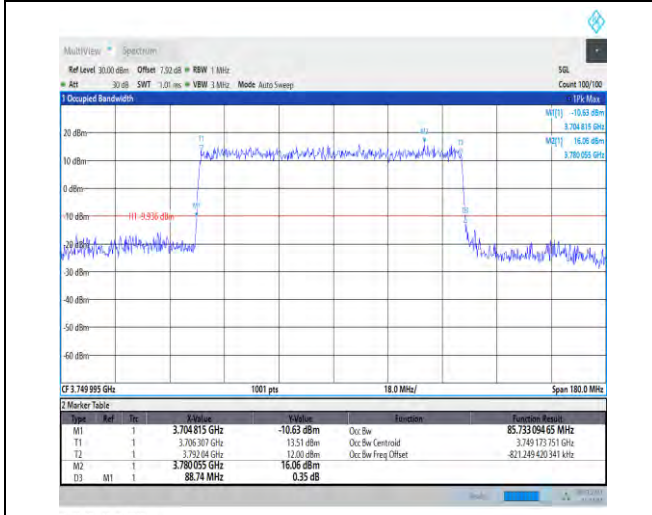 MultiView Spectrum
Ref Level 30.00 dBm Offset 7.92 dB RBW 1 MHz SGL
Att 30 dB SWT 1.01 ms VBW 3 MHz Mode Auto Sweep Count 100/100
1 Occupied Bandwidth 1Pk Max
M1[1] -10.63 dBm
3.704 815 GHz
20 dBm
M2[1] 16.06 dBm
3.780 055 GHz
T1 M2 T2
10 dBm
0 dBm
M1 D3
-10 dBm
H1 -9.936 dBm
-20 dBm
-30 dBm
-40 dBm
-50 dBm
-60 dBm
CF 3.749 995 GHz 1001 pts 18.0 MHz/ Span 180.0 MHz
2 Marker Table
Type Ref Trc X-Value Y-Value Function Function Result
M1 1 3.704 815 GHz -10.63 dBm Occ Bw 85.733 094 65 MHz
T1 1 3.706 307 GHz 13.51 dBm Occ Bw Centroid 3.749 173 751 GHz
T2 1 3.792 04 GHz 12.00 dBm Occ Bw Freq Offset -821.249 420 341 kHz
M2 1 3.780 055 GHz 16.06 dBm
D3 M1 1 88.74 MHz 0.35 dB